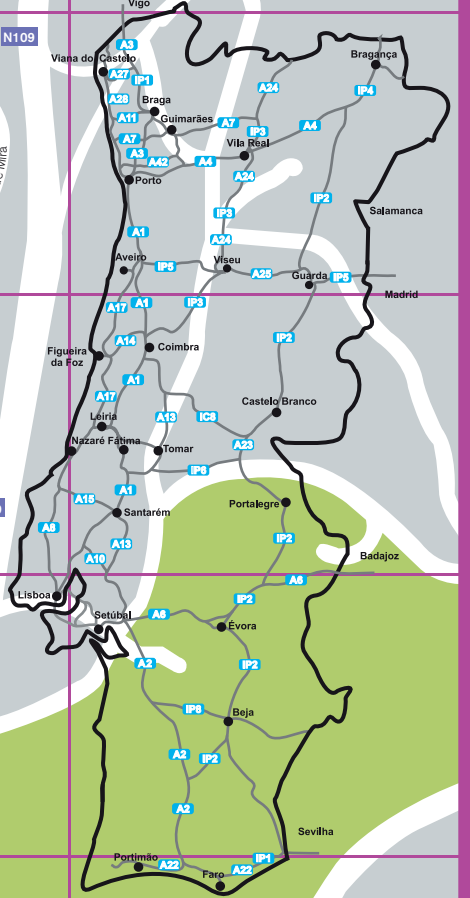 Vigo
N109
A3
Viana do Castelo
Bragança
A27
IP1
A24
IP4
A28
Braga
A11
Guimarães
A7
IP3
A4
A7
Vila Real
A3
A42
A4
A24
Porto
IP2
IP3
Salamanca
A1
A24
Aveiro
IP5
Viseu
A25
Guarda
IP5
Madrid
A17
A1
IP3
A14
IP2
Figueira
da Foz
Coimbra
A1
A17
Castelo Branco
Leiria
A13
IC8
Nazaré
Fátima
Tomar
A23
IP6
A1
A15
Portalegre
Santarém
A8
A13
IP2
A10
Badajoz
A6
Lisboa
IP2
Setúbal
A6
Évora
A2
IP2
IP8
Beja
A2
IP2
A2
Sevilha
Portimão
A22
IP1
A22
Faro